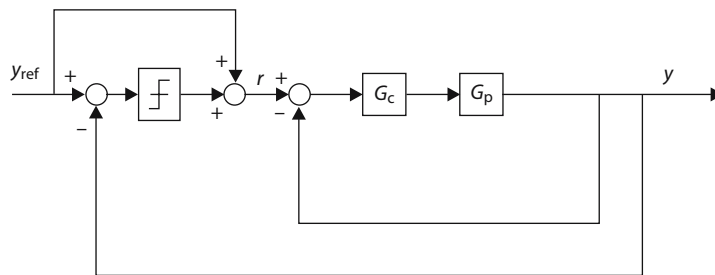 +
y_ref + r + G_c G_p y
− + −